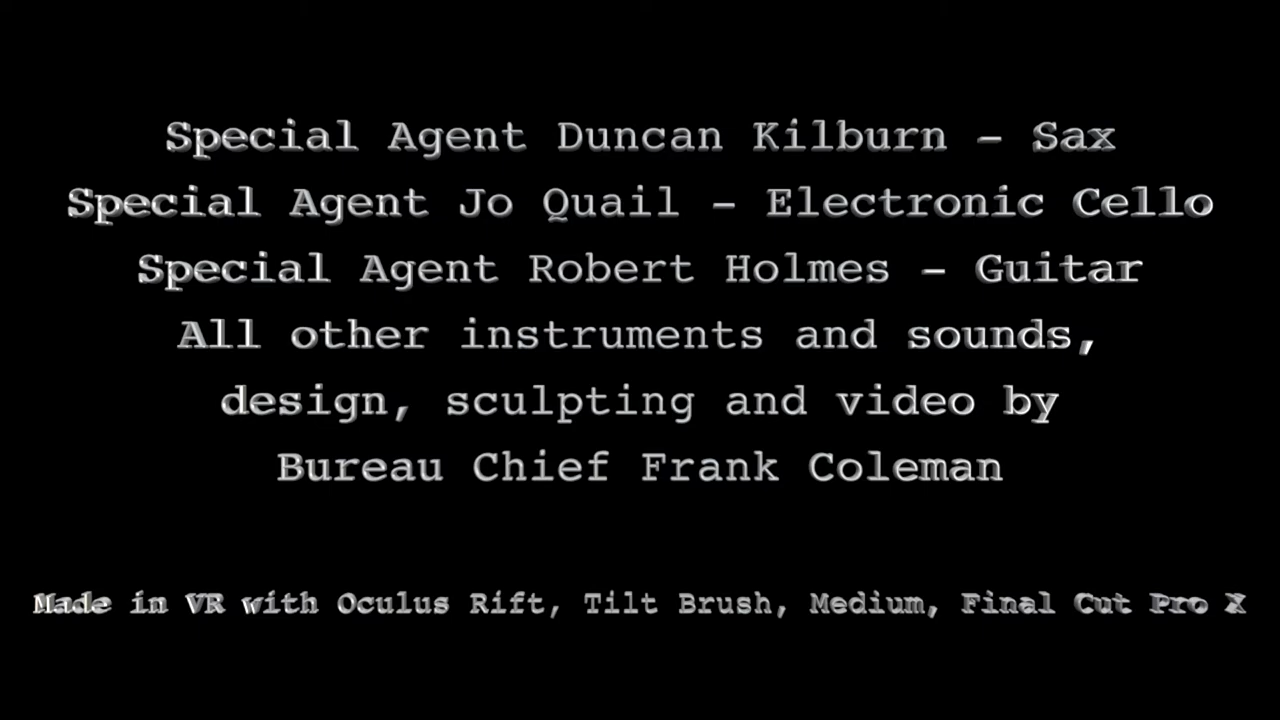 Special Agent Duncan Kilburn - Sax
Special Agent Jo Quail - Electronic Cello
Special Agent Robert Holmes - Guitar
All other instruments and sounds,
design, sculpting and video by
Bureau Chief Frank Coleman
Made in VR with Oculus Rift, Tilt Brush, Medium, Final Cut Pro X